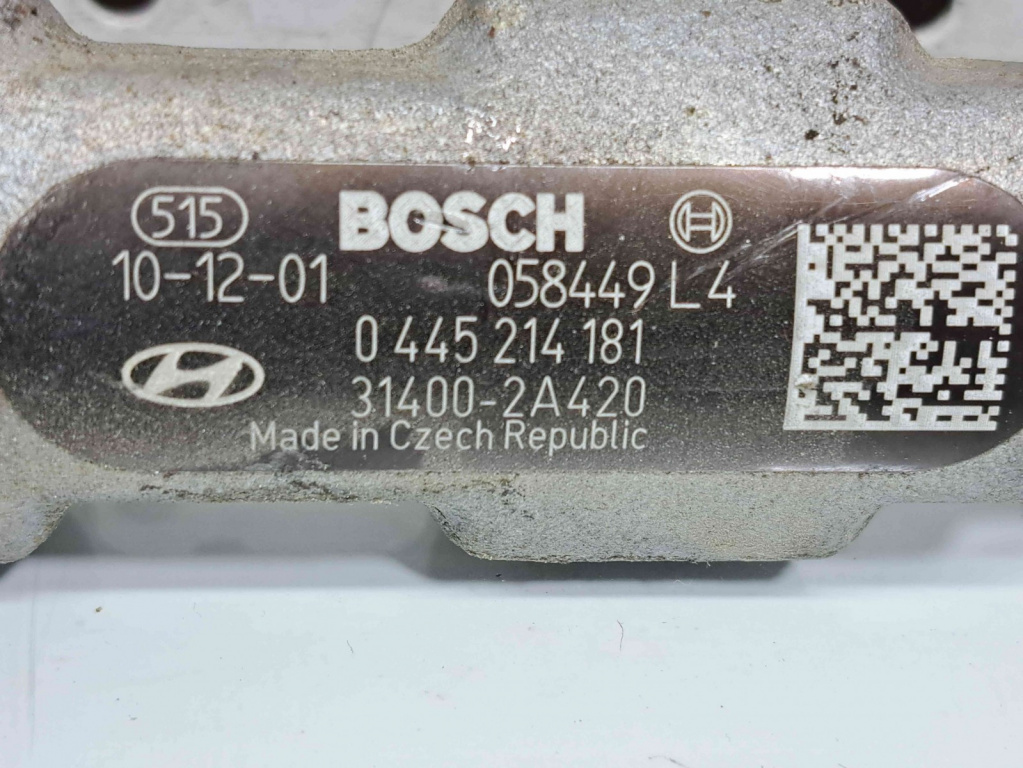 515 BOSCH
10-12-01 058449 L4
0 445 214 181
31400-2A420
Made in Czech Republic